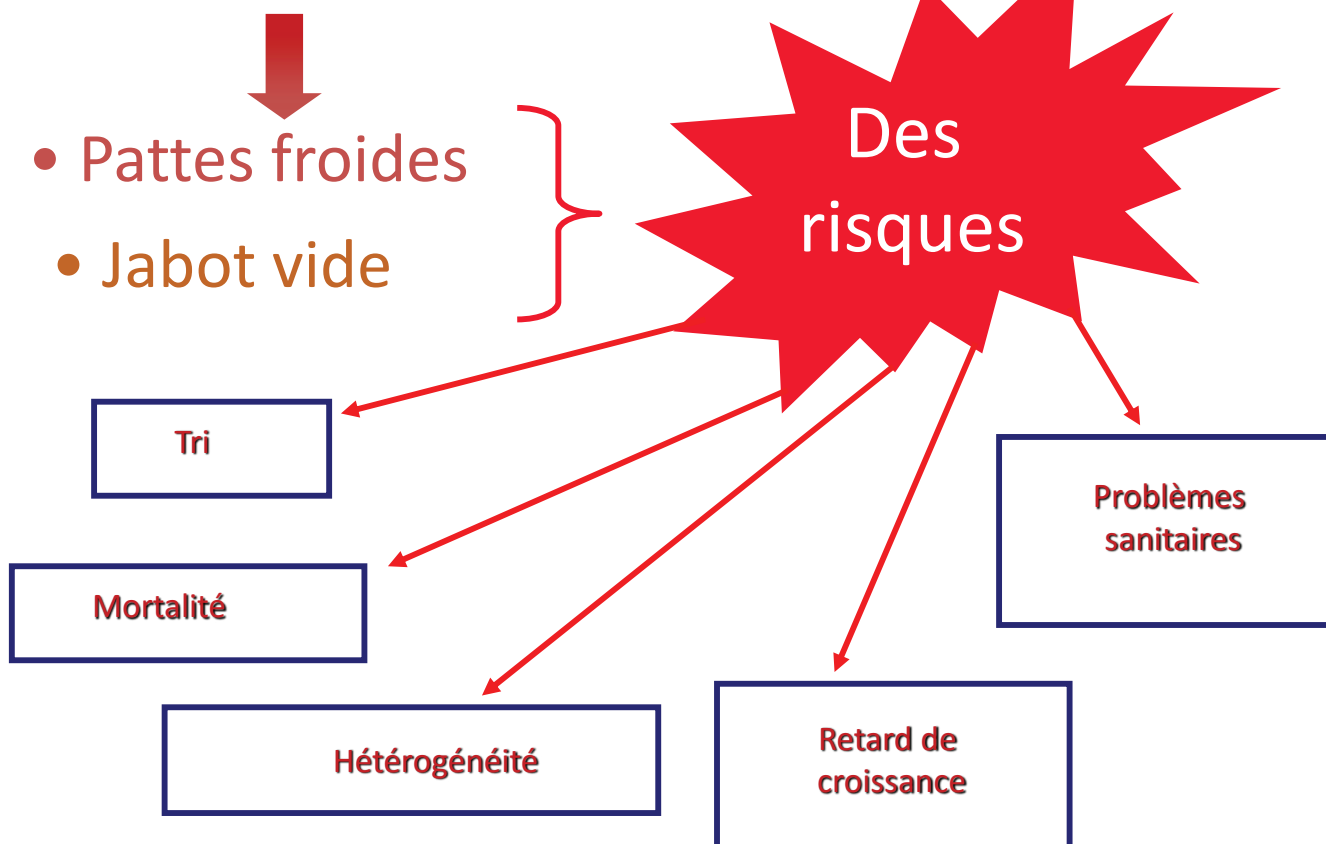 • Pattes froides
• Jabot vide
Des
risques
Tri
Mortalité
Hétérogénéité
Retard de
croissance
Problèmes
sanitaires